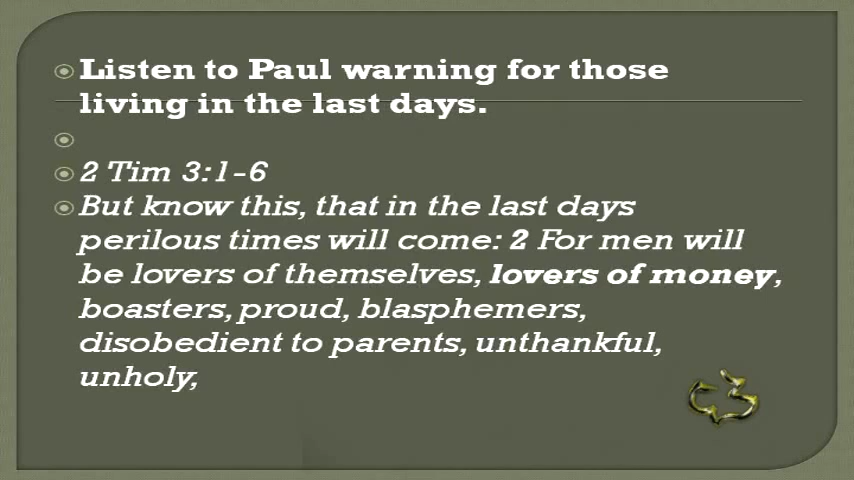 Listen to Paul warning for those
living in the last days.
2 Tim 3:1-6
But know this, that in the last days
perilous times will come: 2 For men will
be lovers of themselves, lovers of money,
boasters, proud, blasphemers,
disobedient to parents, unthankful,
unholy,